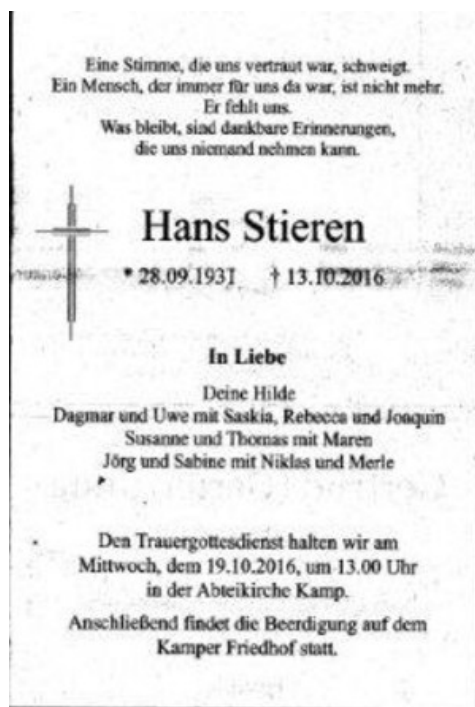 Eine Stimme, die uns vertraut war, schweigt.
Ein Mensch, der immer für uns da war, ist nicht mehr.
Er fehlt uns.
Was bleibt, sind dankbare Erinnerungen,
die uns niemand nehmen kann.
Hans Stieren
* 28.09.1931 † 13.10.2016
In Liebe
Deine Hilde
Dagmar und Uwe mit Saskia, Rebecca und Joaquin
Susanne und Thomas mit Maren
Jörg und Sabine mit Niklas und Merle
Den Trauergottesdienst halten wir am
Mittwoch, dem 19.10.2016, um 13.00 Uhr
in der Abteikirche Kamp.
Anschließend findet die Beerdigung auf dem
Kamper Friedhof statt.